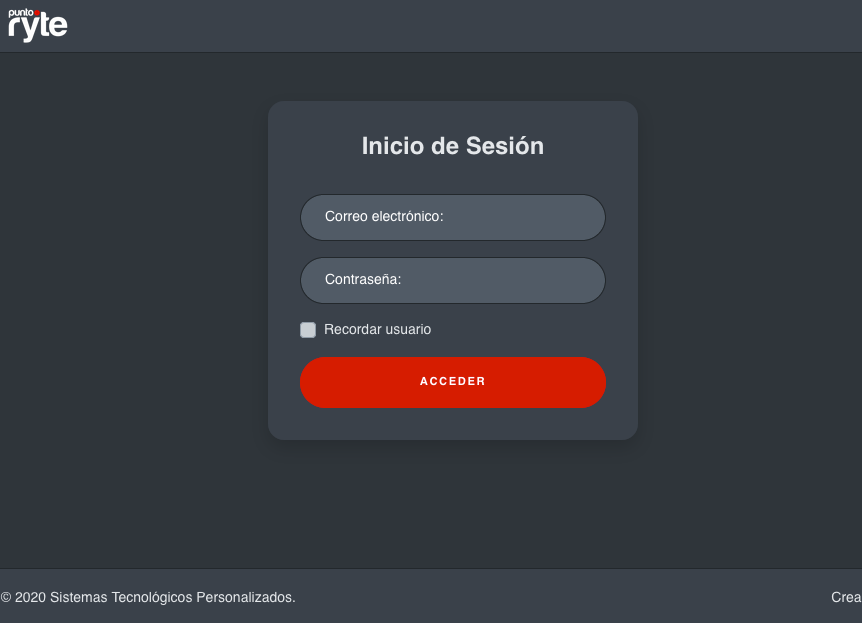 punto
ryte
Inicio de Sesión
Correo electrónico:
Contraseña:
Recordar usuario
ACCEDER
© 2020 Sistemas Tecnológicos Personalizados.
Crea